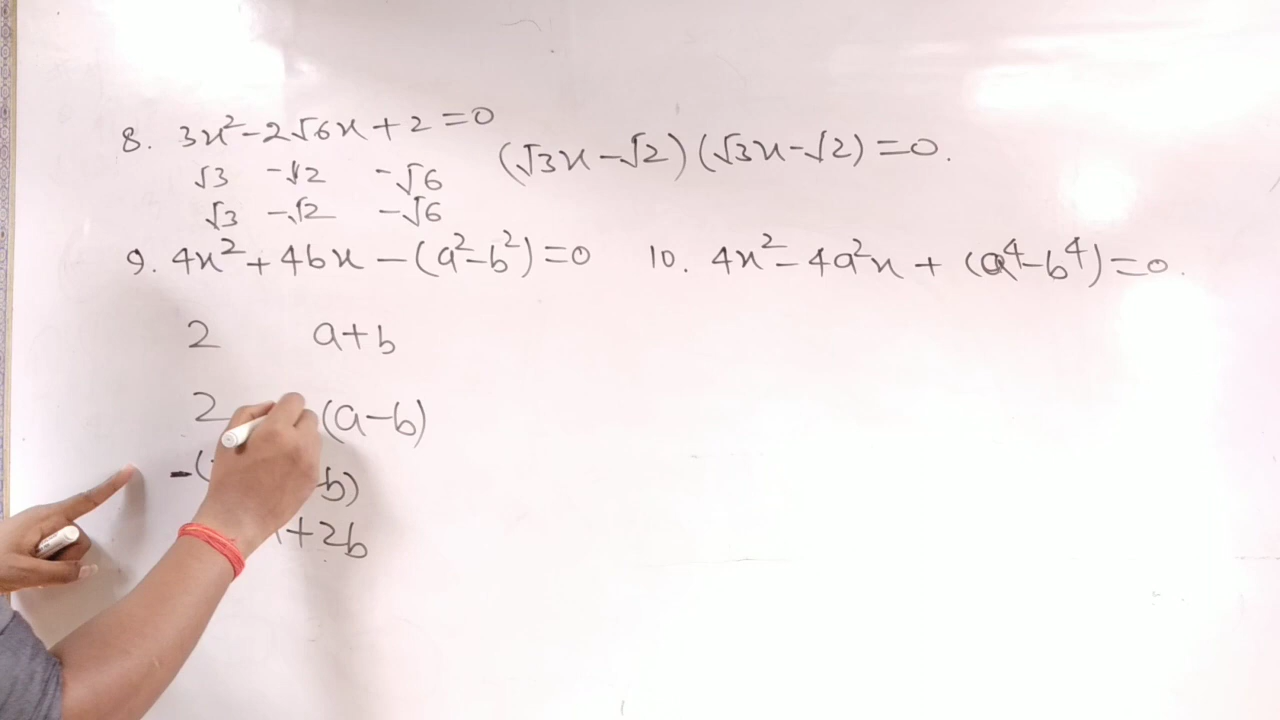 8. 3x²-2√6x+2=0
(√3x-√2)(√3x-√2)=0.
√3 -√2 -√6
√3 -√2 -√6
9. 4x²+4bx-(a²-b²)=0
10. 4x²-4a²x+(a⁴-b⁴)=0.
2 a+b
2 (a-b)
-( b)
+2b